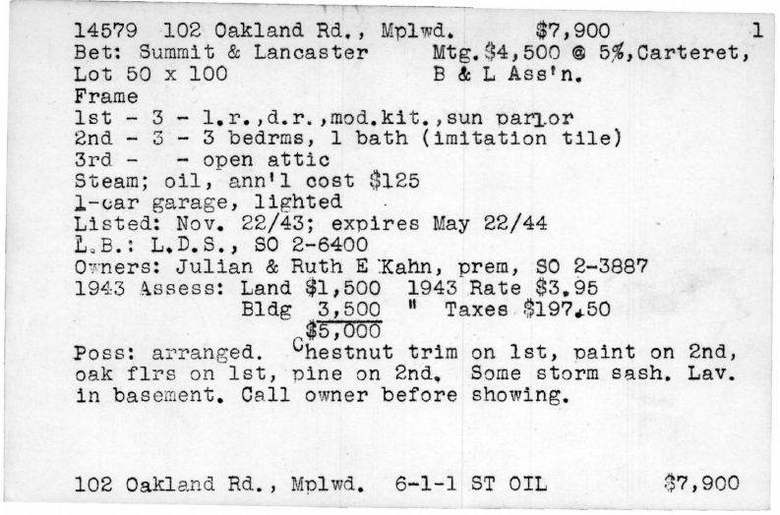 14579 102 Oakland Rd., Mplwd. $7,900 1
Bet: Summit & Lancaster Mtg.$4,500 @ 5%,Carteret,
Lot 50 x 100 B & L Ass'n.
Frame
1st - 3 - l.r.,d.r.,mod.kit.,sun parlor
2nd - 3 - 3 bedrms, 1 bath (imitation tile)
3rd - - open attic
Steam; oil, ann'l cost $125
1-car garage, lighted
Listed: Nov. 22/43; expires May 22/44
L.B.: L.D.S., SO 2-6400
Owners: Julian & Ruth E Kahn, prem, SO 2-3887
1943 Assess: Land $1,500 1943 Rate $3.95
Bldg 3,500 " Taxes $197.50
$5,000
Poss: arranged. Chestnut trim on 1st, paint on 2nd,
oak flrs on 1st, pine on 2nd. Some storm sash. Lav.
in basement. Call owner before showing.
102 Oakland Rd., Mplwd. 6-1-1 ST OIL $7,900